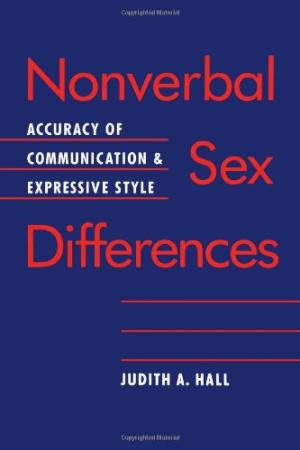 Nonverbal
ACCURACY OF
COMMUNICATION &
EXPRESSIVE STYLE
Sex
Differences
JUDITH A. HALL